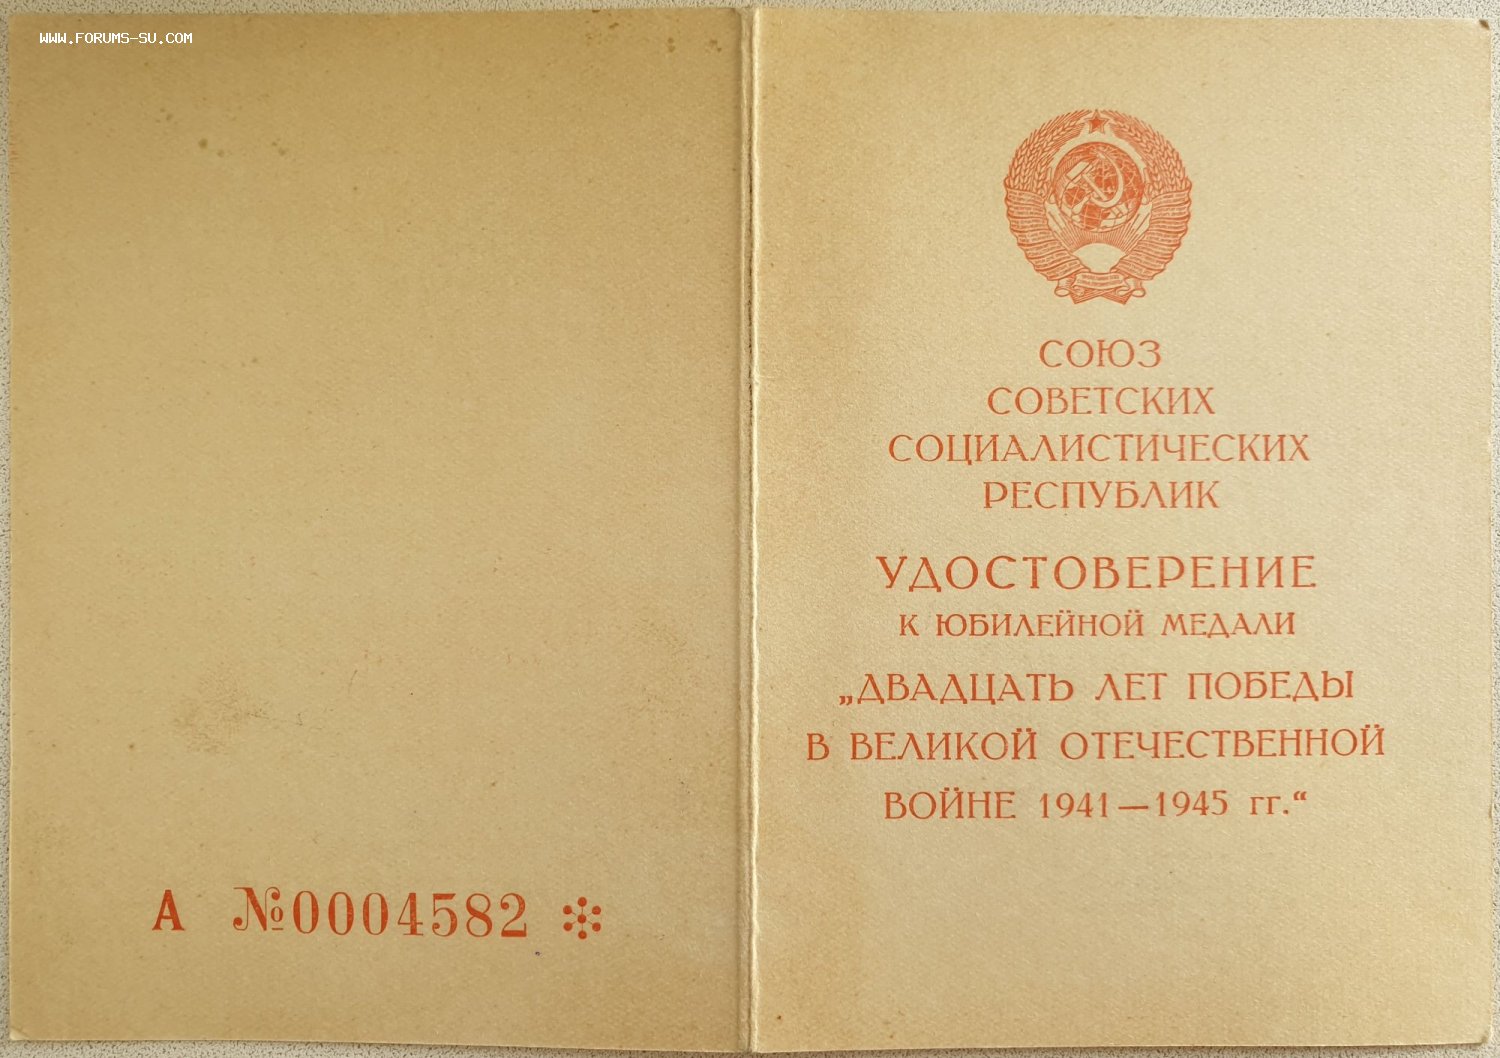 WWW.FORUMS-SU.COM
А №0004582
СОЮЗ
СОВЕТСКИХ
СОЦИАЛИСТИЧЕСКИХ
РЕСПУБЛИК
УДОСТОВЕРЕНИЕ
К ЮБИЛЕЙНОЙ МЕДАЛИ
„ДВАДЦАТЬ ЛЕТ ПОБЕДЫ
В ВЕЛИКОЙ ОТЕЧЕСТВЕННОЙ
ВОЙНЕ 1941—1945 гг.“